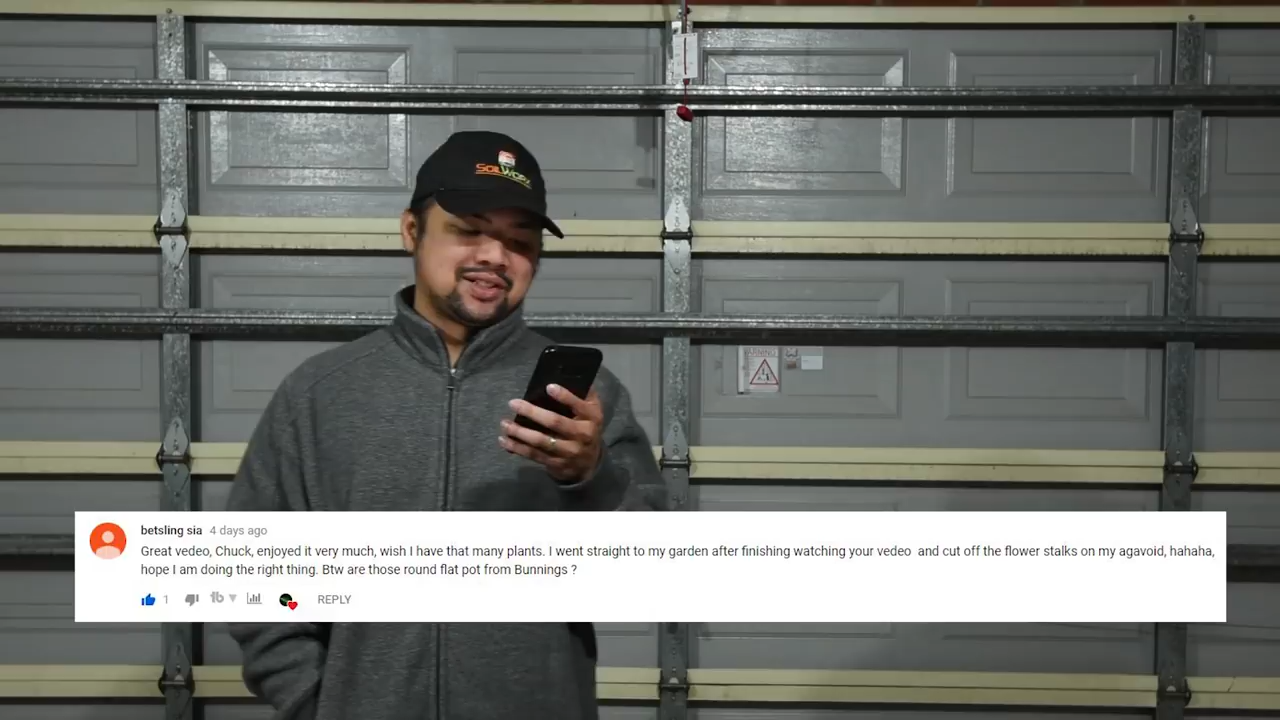 SOILWORX
WARNING
betsling sia 4 days ago
Great vedeo, Chuck, enjoyed it very much, wish I have that many plants. I went straight to my garden after finishing watching your vedeo and cut off the flower stalks on my agavoid, hahaha,
hope I am doing the right thing. Btw are those round flat pot from Bunnings ?
1
REPLY